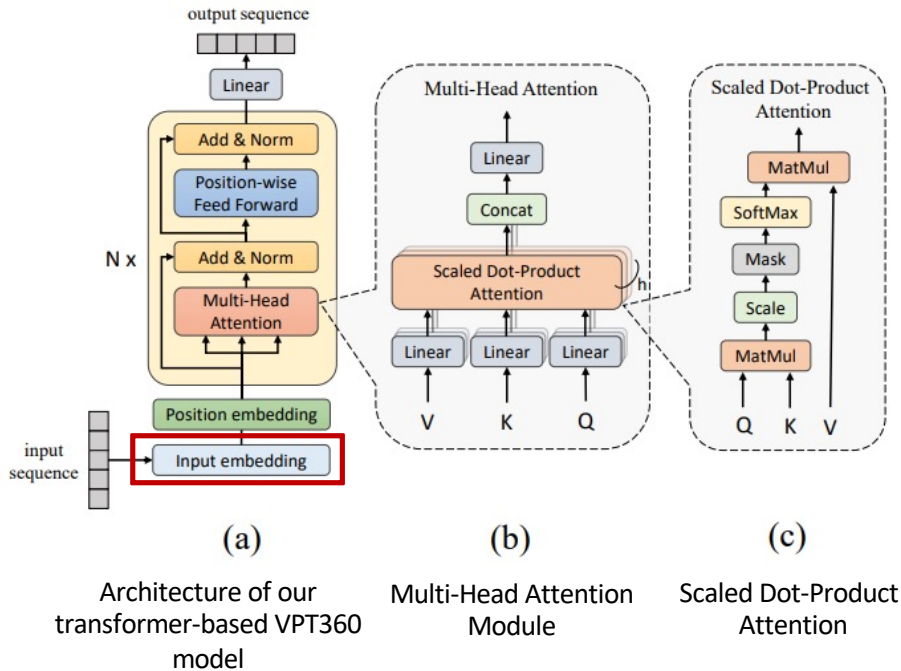 output sequence
Linear
Add & Norm
Position-wise
Feed Forward
N x
Add & Norm
Multi-Head
Attention
Position embedding
input
sequence
Input embedding
(a)
Architecture of our
transformer-based VPT360
model
Multi-Head Attention
Linear
Concat
Scaled Dot-Product
Attention
h
Linear
Linear
Linear
V
K
Q
(b)
Multi-Head Attention
Module
Scaled Dot-Product
Attention
MatMul
SoftMax
Mask
Scale
MatMul
Q
K
V
(c)
Scaled Dot-Product
Attention